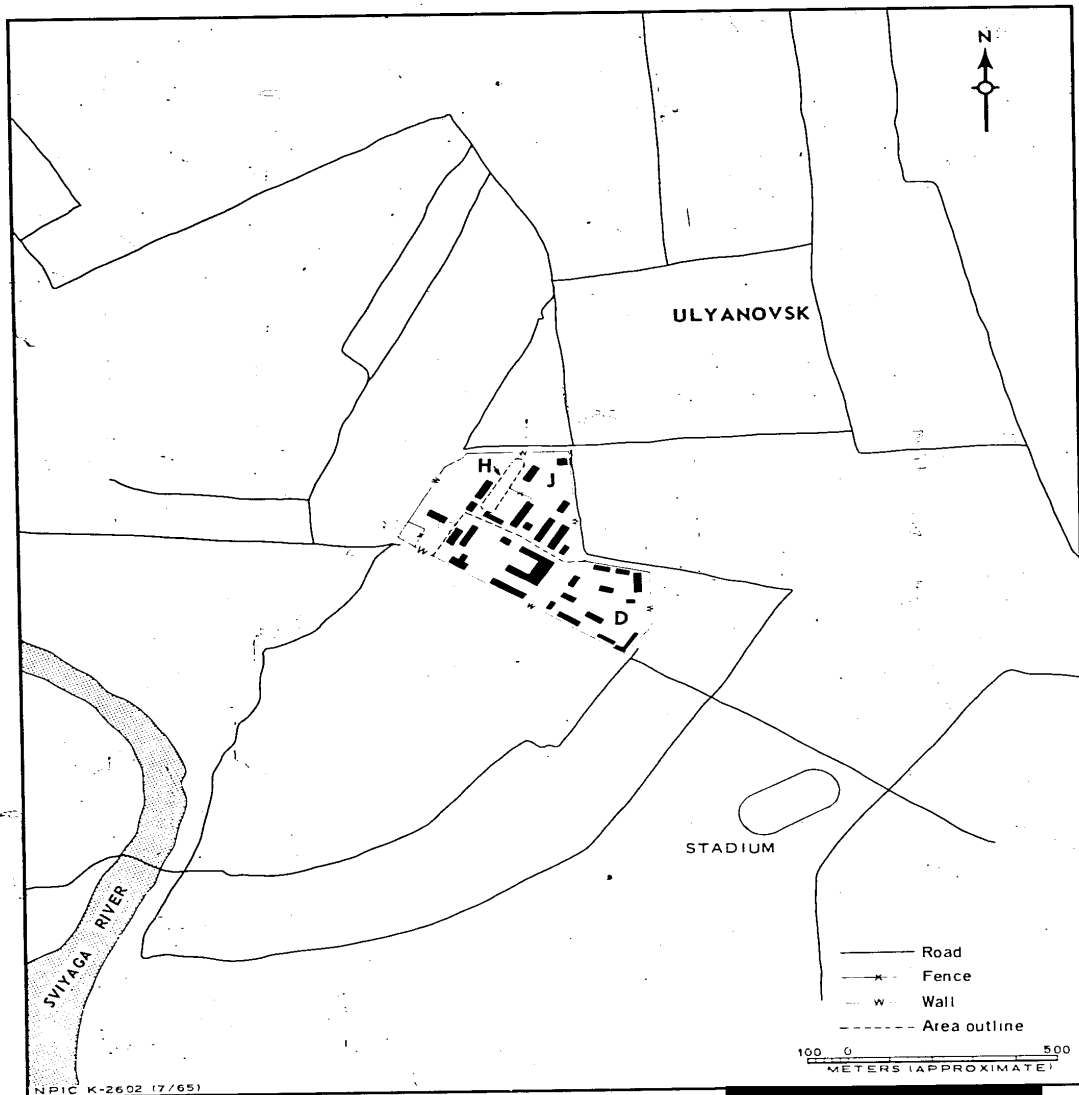 N
ULYANOVSK
H
J
W
W
W
W
W
D
STADIUM
SVIYAGA RIVER
Road
x Fence
w Wall
Area outline
100 0 500
METERS (APPROXIMATE)
NPIC K-2602 (7/65)